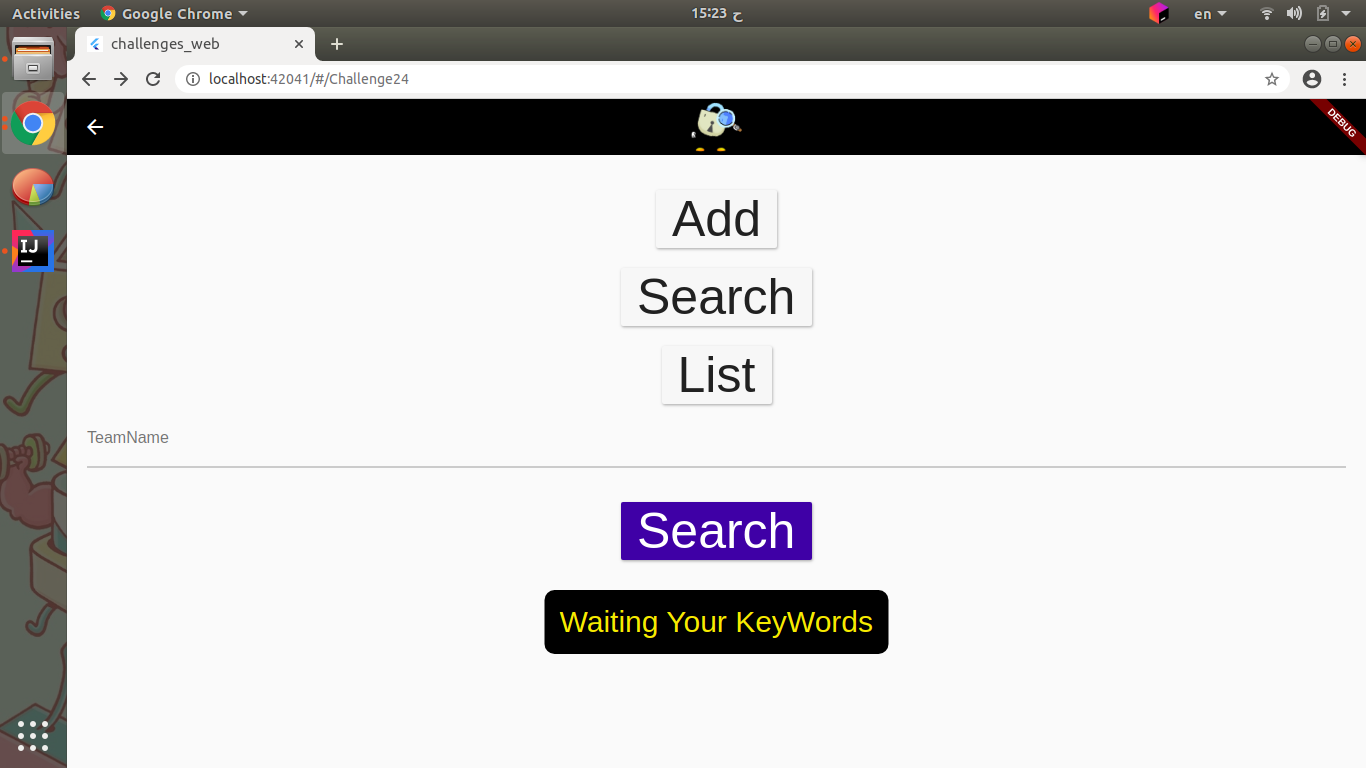 Activities
Google Chrome
ح 15:23
en
challenges_web
localhost:42041/#/Challenge24
DEBUG
Add
Search
List
TeamName
Search
Waiting Your KeyWords
IJ